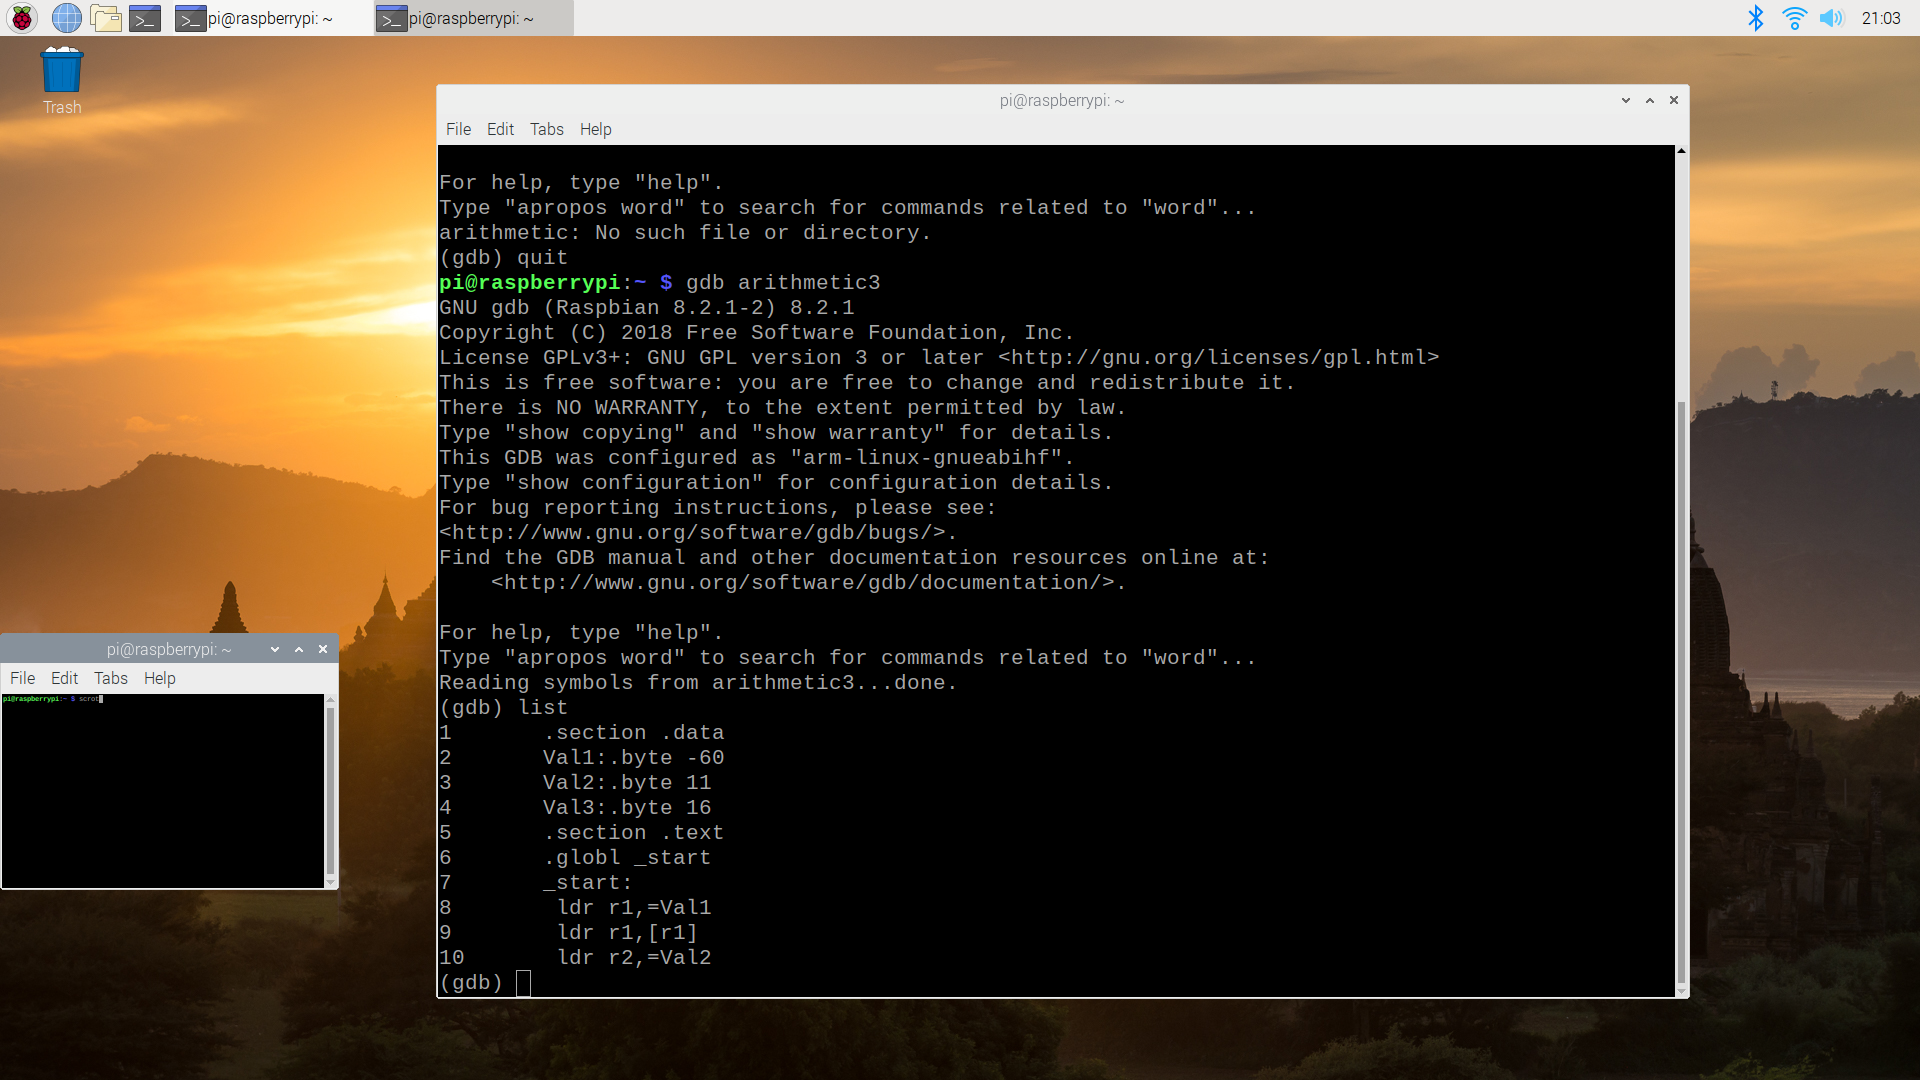 pi@raspberrypi: ~
pi@raspberrypi: ~
21:03
Trash
pi@raspberrypi: ~
File Edit Tabs Help
For help, type "help".
Type "apropos word" to search for commands related to "word"...
arithmetic: No such file or directory.
(gdb) quit
pi@raspberrypi:~ $ gdb arithmetic3
GNU gdb (Raspbian 8.2.1-2) 8.2.1
Copyright (C) 2018 Free Software Foundation, Inc.
License GPLv3+: GNU GPL version 3 or later <http://gnu.org/licenses/gpl.html>
This is free software: you are free to change and redistribute it.
There is NO WARRANTY, to the extent permitted by law.
Type "show copying" and "show warranty" for details.
This GDB was configured as "arm-linux-gnueabihf".
Type "show configuration" for configuration details.
For bug reporting instructions, please see:
<http://www.gnu.org/software/gdb/bugs/>.
Find the GDB manual and other documentation resources online at:
    <http://www.gnu.org/software/gdb/documentation/>.
For help, type "help".
Type "apropos word" to search for commands related to "word"...
Reading symbols from arithmetic3...done.
(gdb) list
1       .section .data
2       Val1:.byte -60
3       Val2:.byte 11
4       Val3:.byte 16
5       .section .text
6       .globl _start
7       _start:
8        ldr r1,=Val1
9        ldr r1,[r1]
10       ldr r2,=Val2
(gdb)
pi@raspberrypi: ~
File Edit Tabs Help
pi@raspberrypi:~ $ scrot